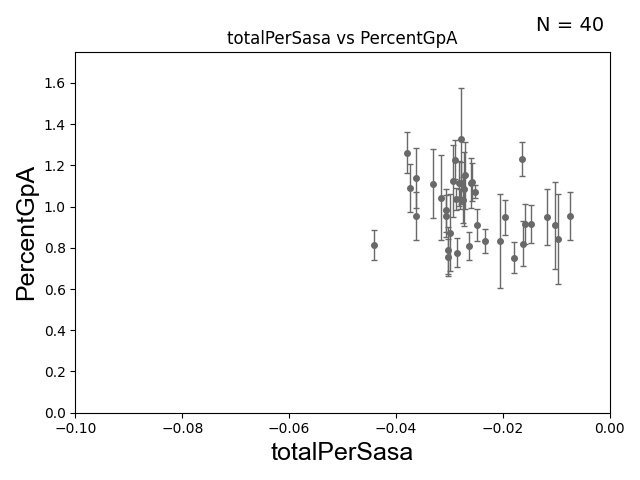 N = 40
totalPerSasa vs PercentGpA
PercentGpA
1.6
1.4
1.2
1.0
0.8
0.6
0.4
0.2
0.0
−0.10 −0.08 −0.06 −0.04 −0.02 0.00
totalPerSasa